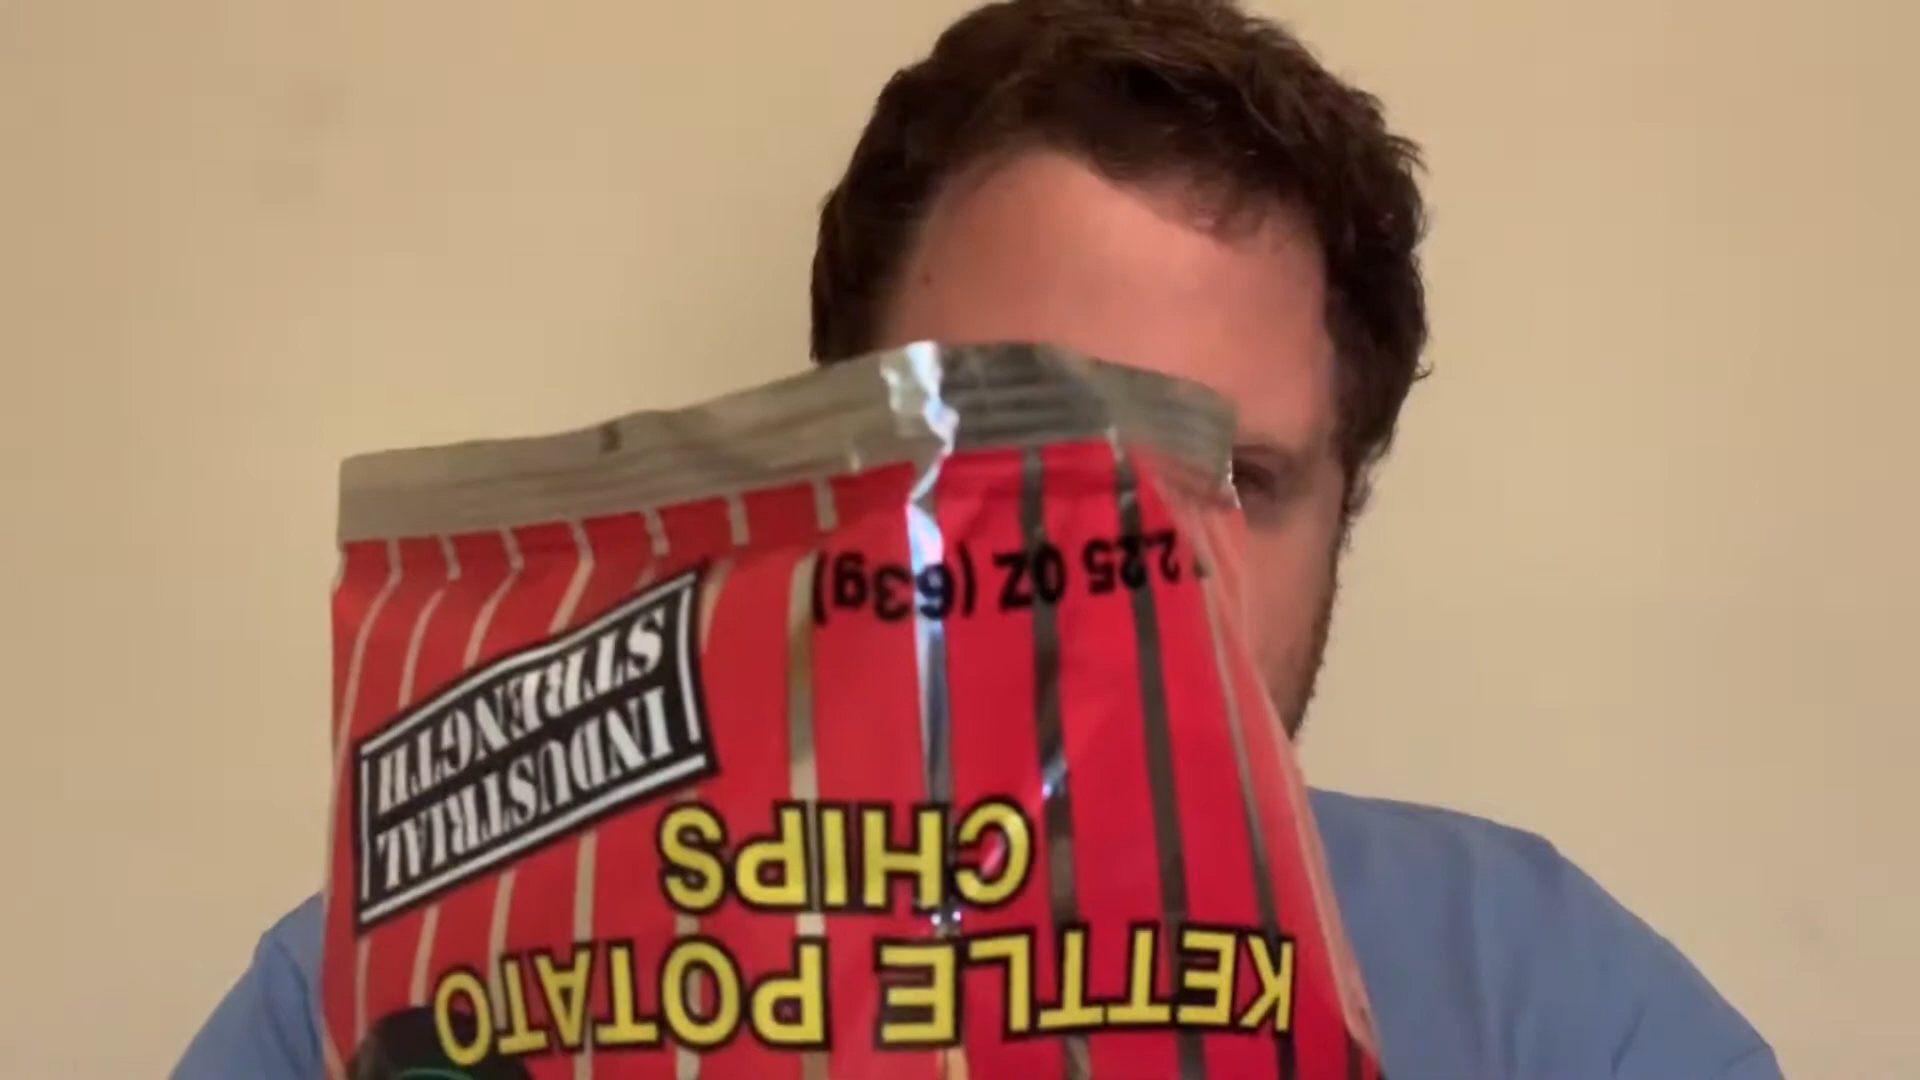 KETTLE POTATO
CHIPS
INDUSTRIAL
STRENGTH
2.25 OZ (63g)